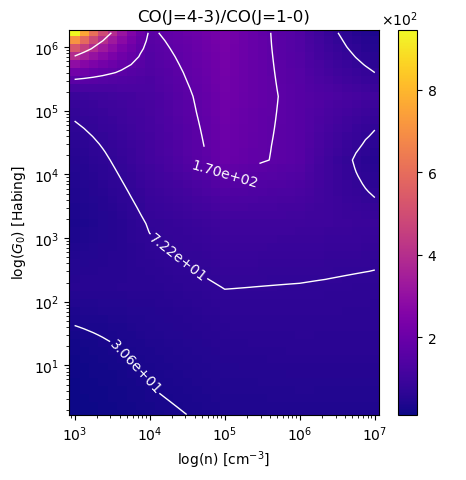 CO(J=4-3)/CO(J=1-0)
×10²
10⁶
10⁵
10⁴
10³
10²
10¹
log(G₀) [Habing]
1.70e+02
7.22e+01
3.06e+01
8
6
4
2
10³ 10⁴ 10⁵ 10⁶ 10⁷
log(n) [cm⁻³]